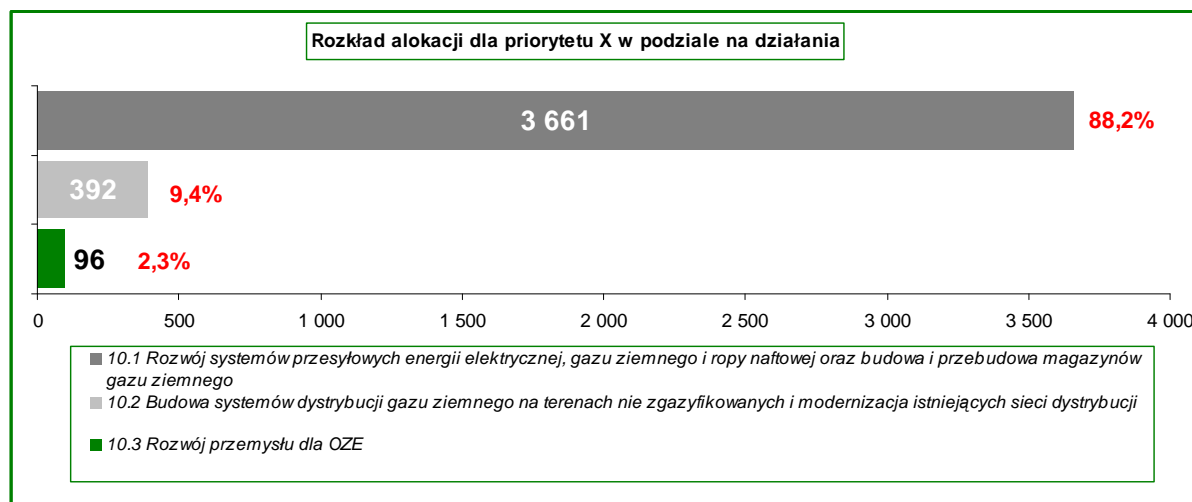 Rozkład alokacji dla priorytetu X w podziale na działania
3 661 88,2%
392 9,4%
96 2,3%
0 500 1 000 1 500 2 000 2 500 3 000 3 500 4 000
10.1 Rozwój systemów przesyłowych energii elektrycznej, gazu ziemnego i ropy naftowej oraz budowa i przebudowa magazynów
gazu ziemnego
10.2 Budowa systemów dystrybucji gazu ziemnego na terenach nie zgazyfikowanych i modernizacja istniejących sieci dystrybucji
10.3 Rozwój przemysłu dla OZE